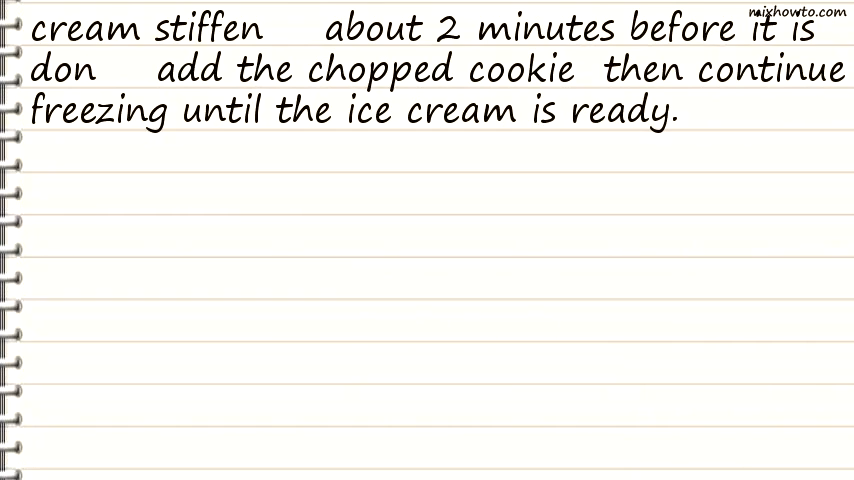 mixhowto.com
cream stiffen about 2 minutes before it is
don add the chopped cookie then continue
freezing until the ice cream is ready.